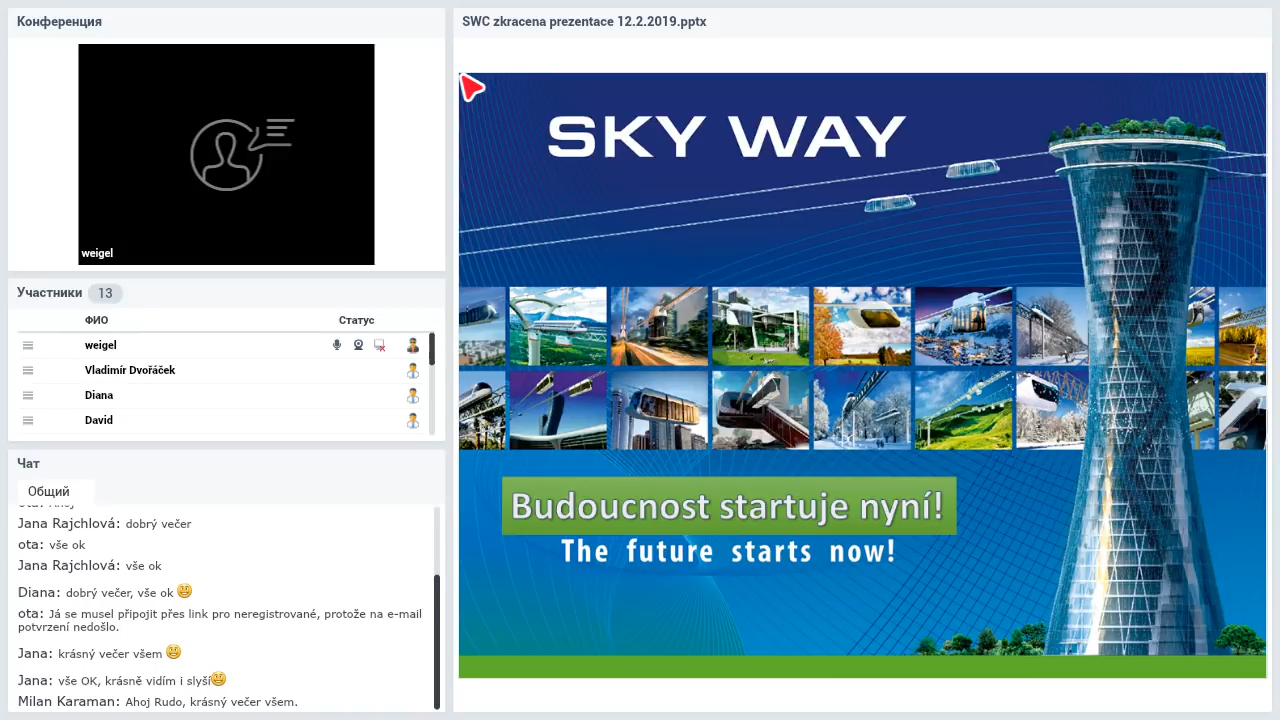 Конференция
weigel
Участники 13
ФИО Статус
weigel
Vladimír Dvořáček
Diana
David
Чат
Общий
ota: Ahoj
Jana Rajchlová: dobrý večer
ota: vše ok
Jana Rajchlová: vše ok
Diana: dobrý večer, vše ok
ota: Já se musel připojit přes link pro neregistrované, protože na e-mail
potvrzení nedošlo.
Jana: krásný večer všem
Jana: vše OK, krásně vidím i slyší
Milan Karaman: Ahoj Rudo, krásný večer všem.
SWC zkracena prezentace 12.2.2019.pptx
SKY WAY
Budoucnost startuje nyní!
The future starts now!